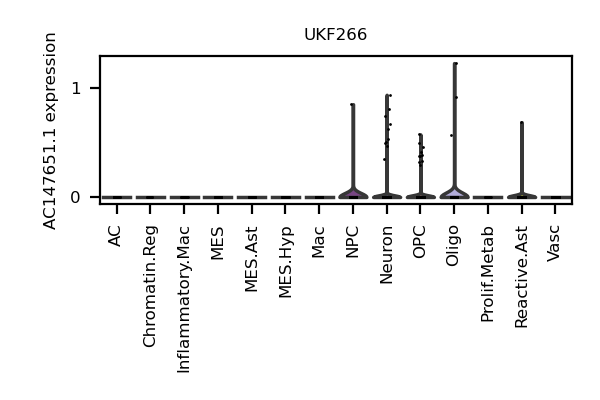 UKF266
AC147651.1 expression
1
0
AC
Chromatin.Reg
Inflammatory.Mac
MES
MES.Ast
MES.Hyp
Mac
NPC
Neuron
OPC
Oligo
Prolif.Metab
Reactive.Ast
Vasc